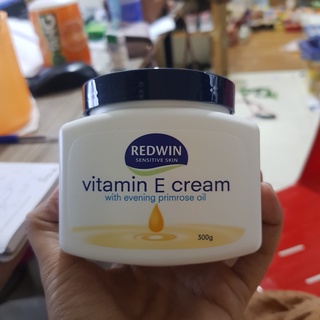 REDWIN
SENSITIVE SKIN
vitamin E cream
with evening primrose oil
300g